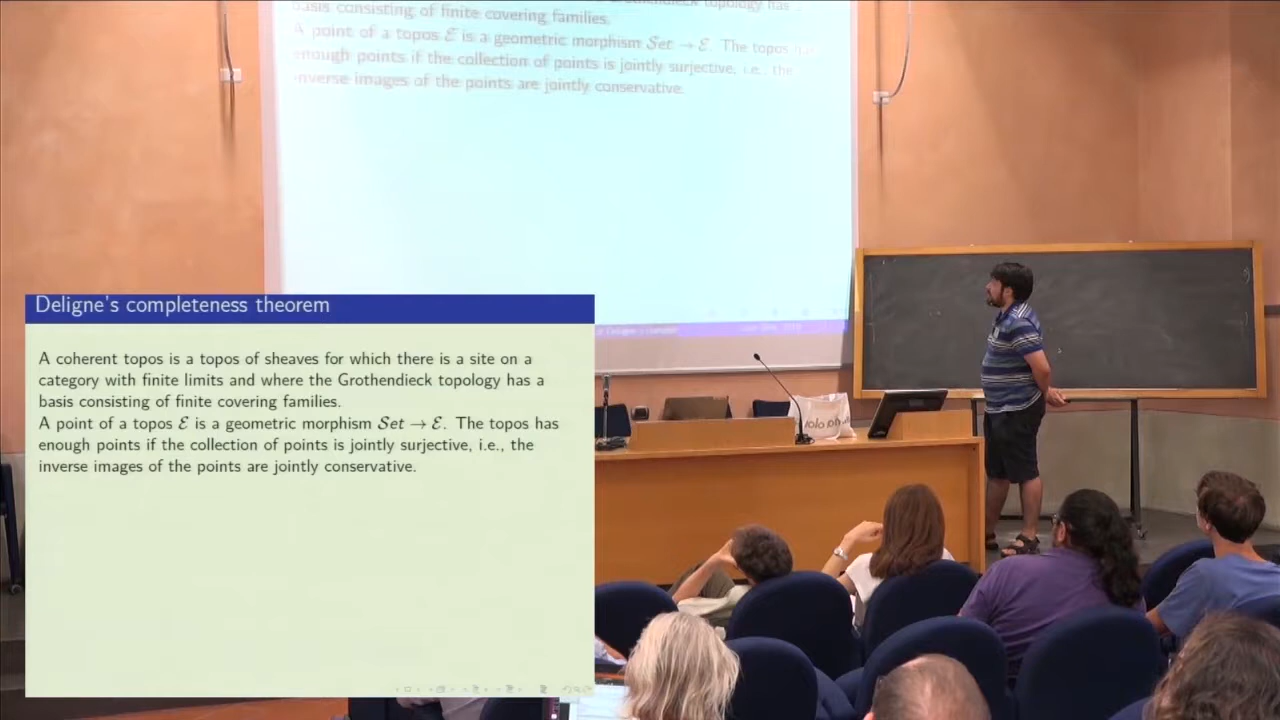 basis consisting of finite covering families.
A point of a topos ℰ is a geometric morphism 𝒮et → ℰ. The topos has
enough points if the collection of points is jointly surjective, i.e., the
inverse images of the points are jointly conservative.
Deligne's completeness theorem
A coherent topos is a topos of sheaves for which there is a site on a
category with finite limits and where the Grothendieck topology has a
basis consisting of finite covering families.
A point of a topos ℰ is a geometric morphism 𝒮et → ℰ. The topos has
enough points if the collection of points is jointly surjective, i.e., the
inverse images of the points are jointly conservative.